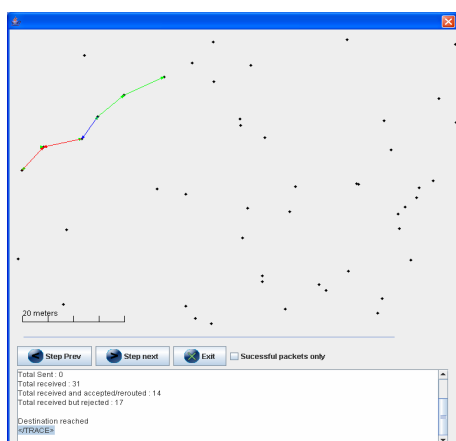 20 meters
Step Prev
Step next
Exit
Sucessful packets only
Total Sent : 0
Total received : 31
Total received and accepted/rerouted : 14
Total received but rejected : 17
Destination reached
</TRACE>